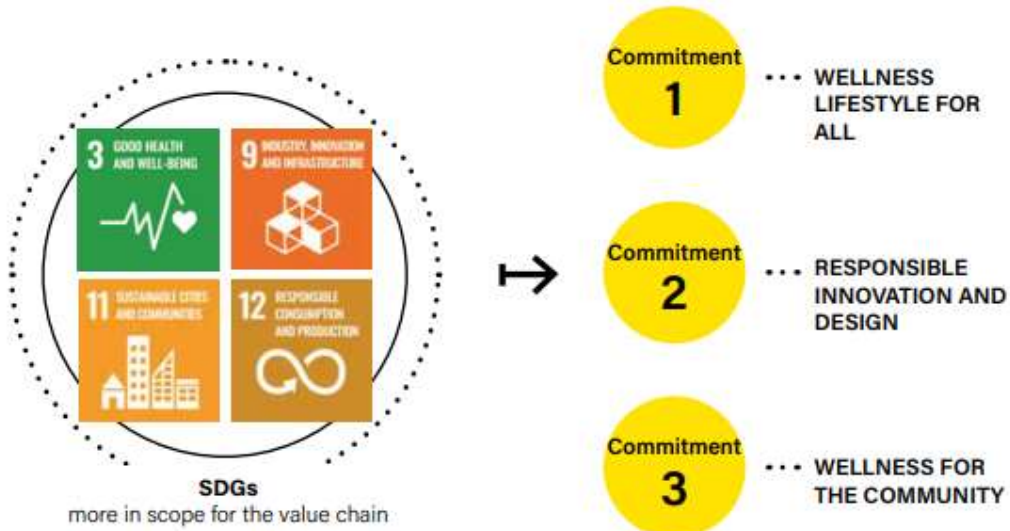 3 GOOD HEALTH
AND WELL-BEING
9 INDUSTRY, INNOVATION
AND INFRASTRUCTURE
11 SUSTAINABLE CITIES
AND COMMUNITIES
12 RESPONSIBLE
CONSUMPTION
AND PRODUCTION
SDGs
more in scope for the value chain
Commitment
1
WELLNESS
LIFESTYLE FOR
ALL
Commitment
2
RESPONSIBLE
INNOVATION AND
DESIGN
Commitment
3
WELLNESS FOR
THE COMMUNITY